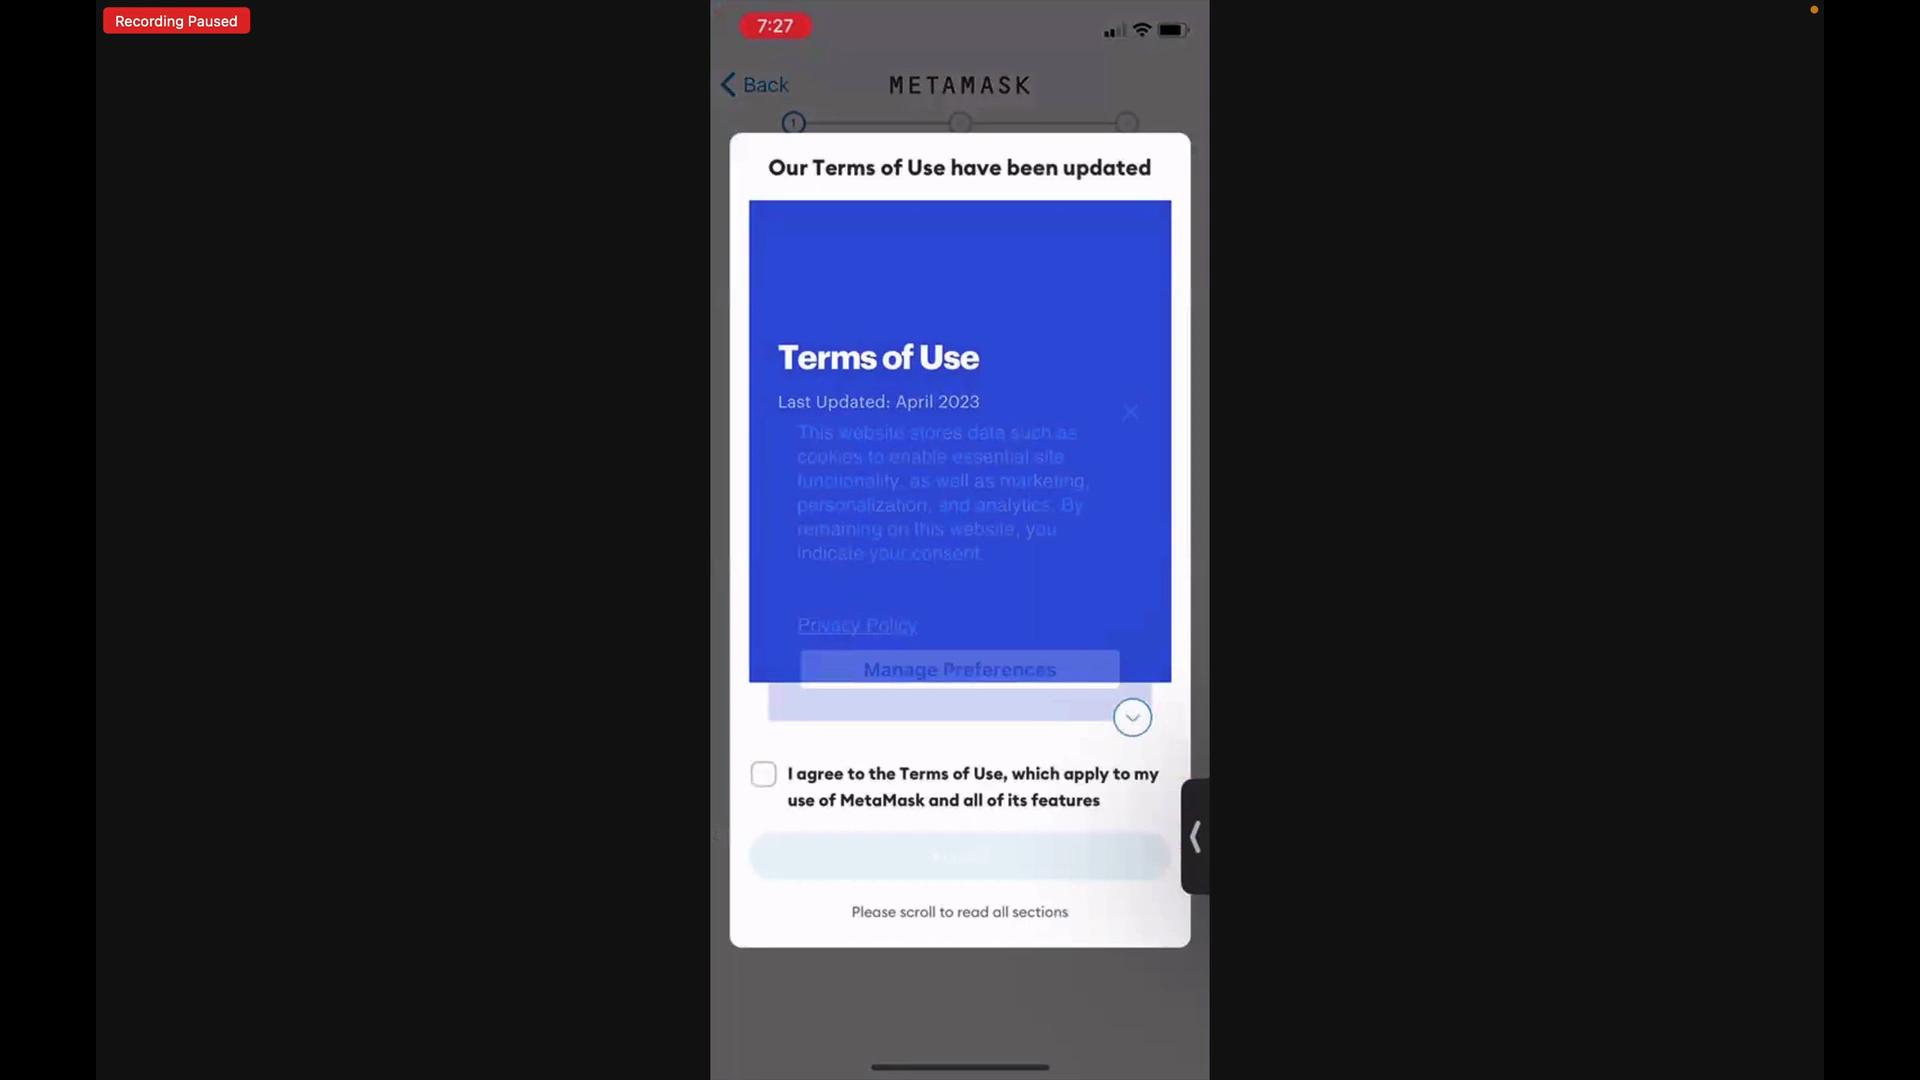 Recording Paused
7:27
Back
METAMASK
1
Our Terms of Use have been updated
Terms of Use
Last Updated: April 2023
This website stores data such as
cookies to enable essential site
functionality, as well as marketing,
personalization, and analytics. By
remaining on this website, you
indicate your consent.
Privacy Policy
Manage Preferences
I agree to the Terms of Use, which apply to my
use of MetaMask and all of its features
Please scroll to read all sections